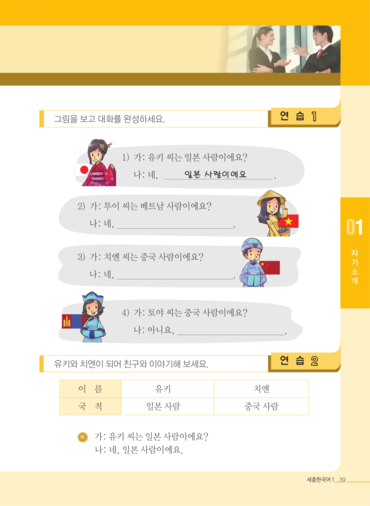 그림을 보고 대화를 완성하세요.
연 습 1
1) 가: 유키 씨는 일본 사람이에요?
나: 네, 일본 사람이에요.
2) 가: 투이 씨는 베트남 사람이에요?
나: 네, .
3) 가: 치엔 씨는 중국 사람이에요?
나: 네, .
4) 가: 토야 씨는 중국 사람이에요?
나: 아니요, .
01
자기소개
유키와 치엔이 되어 친구와 이야기해 보세요.
연 습 2
이 름 유키 치엔
국 적 일본 사람 중국 사람
가: 유키 씨는 일본 사람이에요?
나: 네, 일본 사람이에요.
세종한국어 1_39